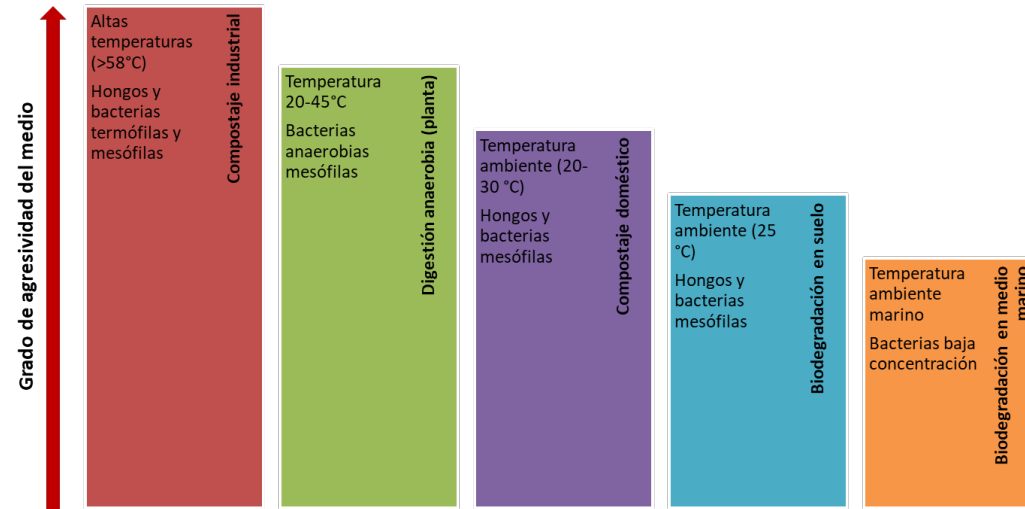 Grado de agresividad del medio
Altas
temperaturas
(>58°C)
Hongos y
bacterias
termófilas y
mesófilas
Compostaje industrial
Temperatura
20-45°C
Bacterias
anaerobias
mesófilas
Digestión anaerobia (planta)
Temperatura
ambiente (20-
30 °C)
Hongos y
bacterias
mesófilas
Compostaje doméstico
Temperatura
ambiente (25
°C)
Hongos y
bacterias
mesófilas
Biodegradación en suelo
Temperatura
ambiente
marino
Bacterias baja
concentración
Biodegradación en medio
marino